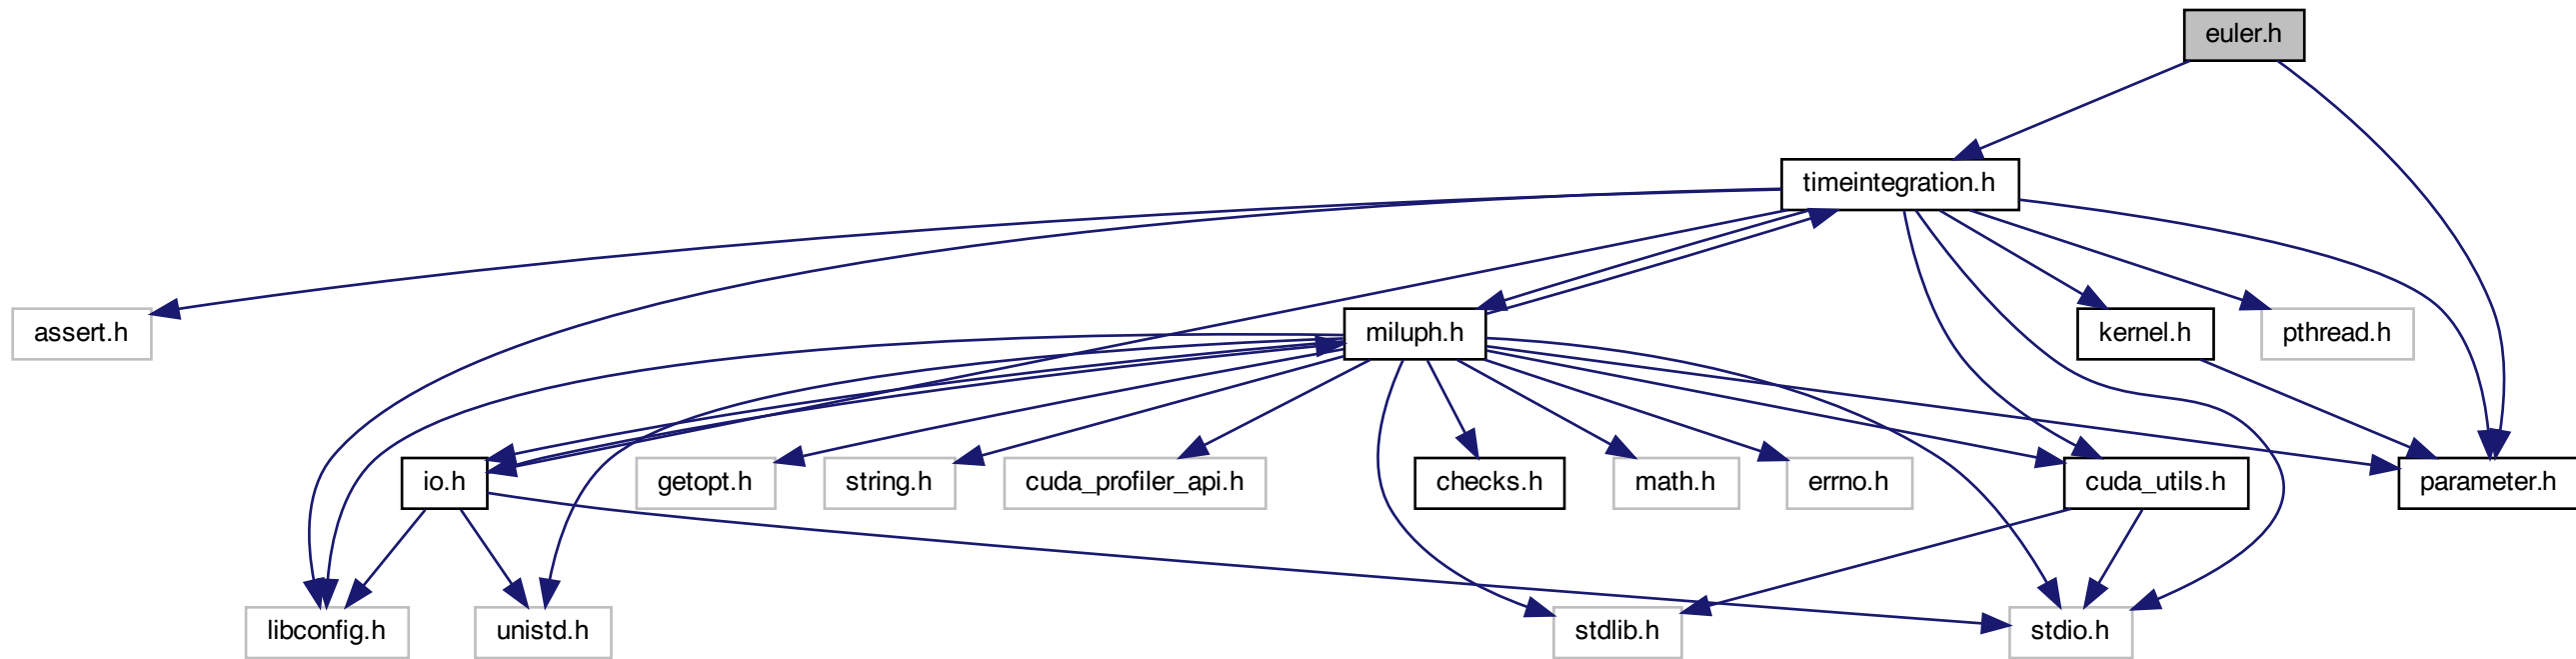 euler.h
timeintegration.h
assert.h
miluph.h
kernel.h
pthread.h
io.h
getopt.h
string.h
cuda_profiler_api.h
checks.h
math.h
errno.h
cuda_utils.h
parameter.h
libconfig.h
unistd.h
stdlib.h
stdio.h